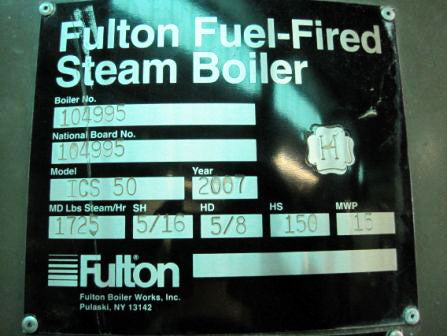 Fulton Fuel-Fired
Steam Boiler
Boiler No.
104995
National Board No.
104995
H
Model Year
ICS 50 2007
MD Lbs Steam/Hr SH HD HS MWP
1725 5/16 5/8 150 15
Fulton
Fulton Boiler Works, Inc.
Pulaski, NY 13142